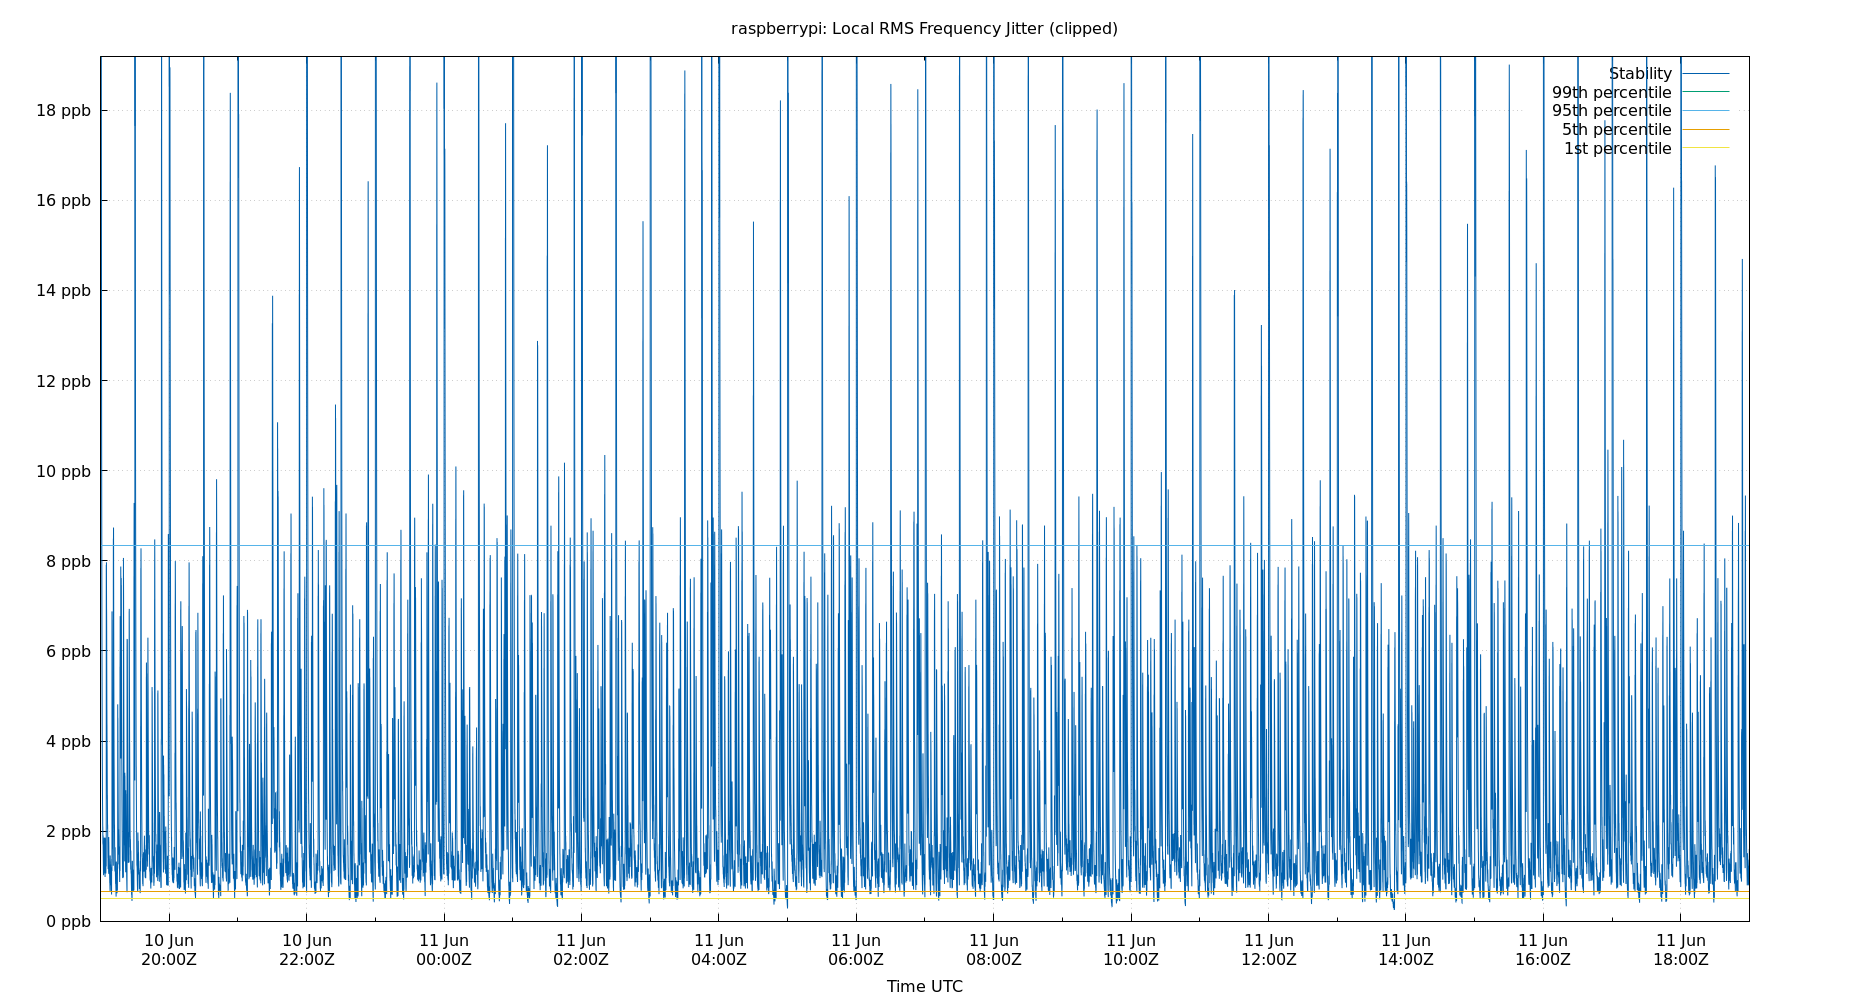 raspberrypi: Local RMS Frequency Jitter (clipped)
Stability
99th percentile
95th percentile
5th percentile
1st percentile
18 ppb
16 ppb
14 ppb
12 ppb
10 ppb
8 ppb
6 ppb
4 ppb
2 ppb
0 ppb
10 Jun 10 Jun 11 Jun 11 Jun 11 Jun 11 Jun 11 Jun 11 Jun 11 Jun 11 Jun 11 Jun 11 Jun
20:00Z 22:00Z 00:00Z 02:00Z 04:00Z 06:00Z 08:00Z 10:00Z 12:00Z 14:00Z 16:00Z 18:00Z
Time UTC